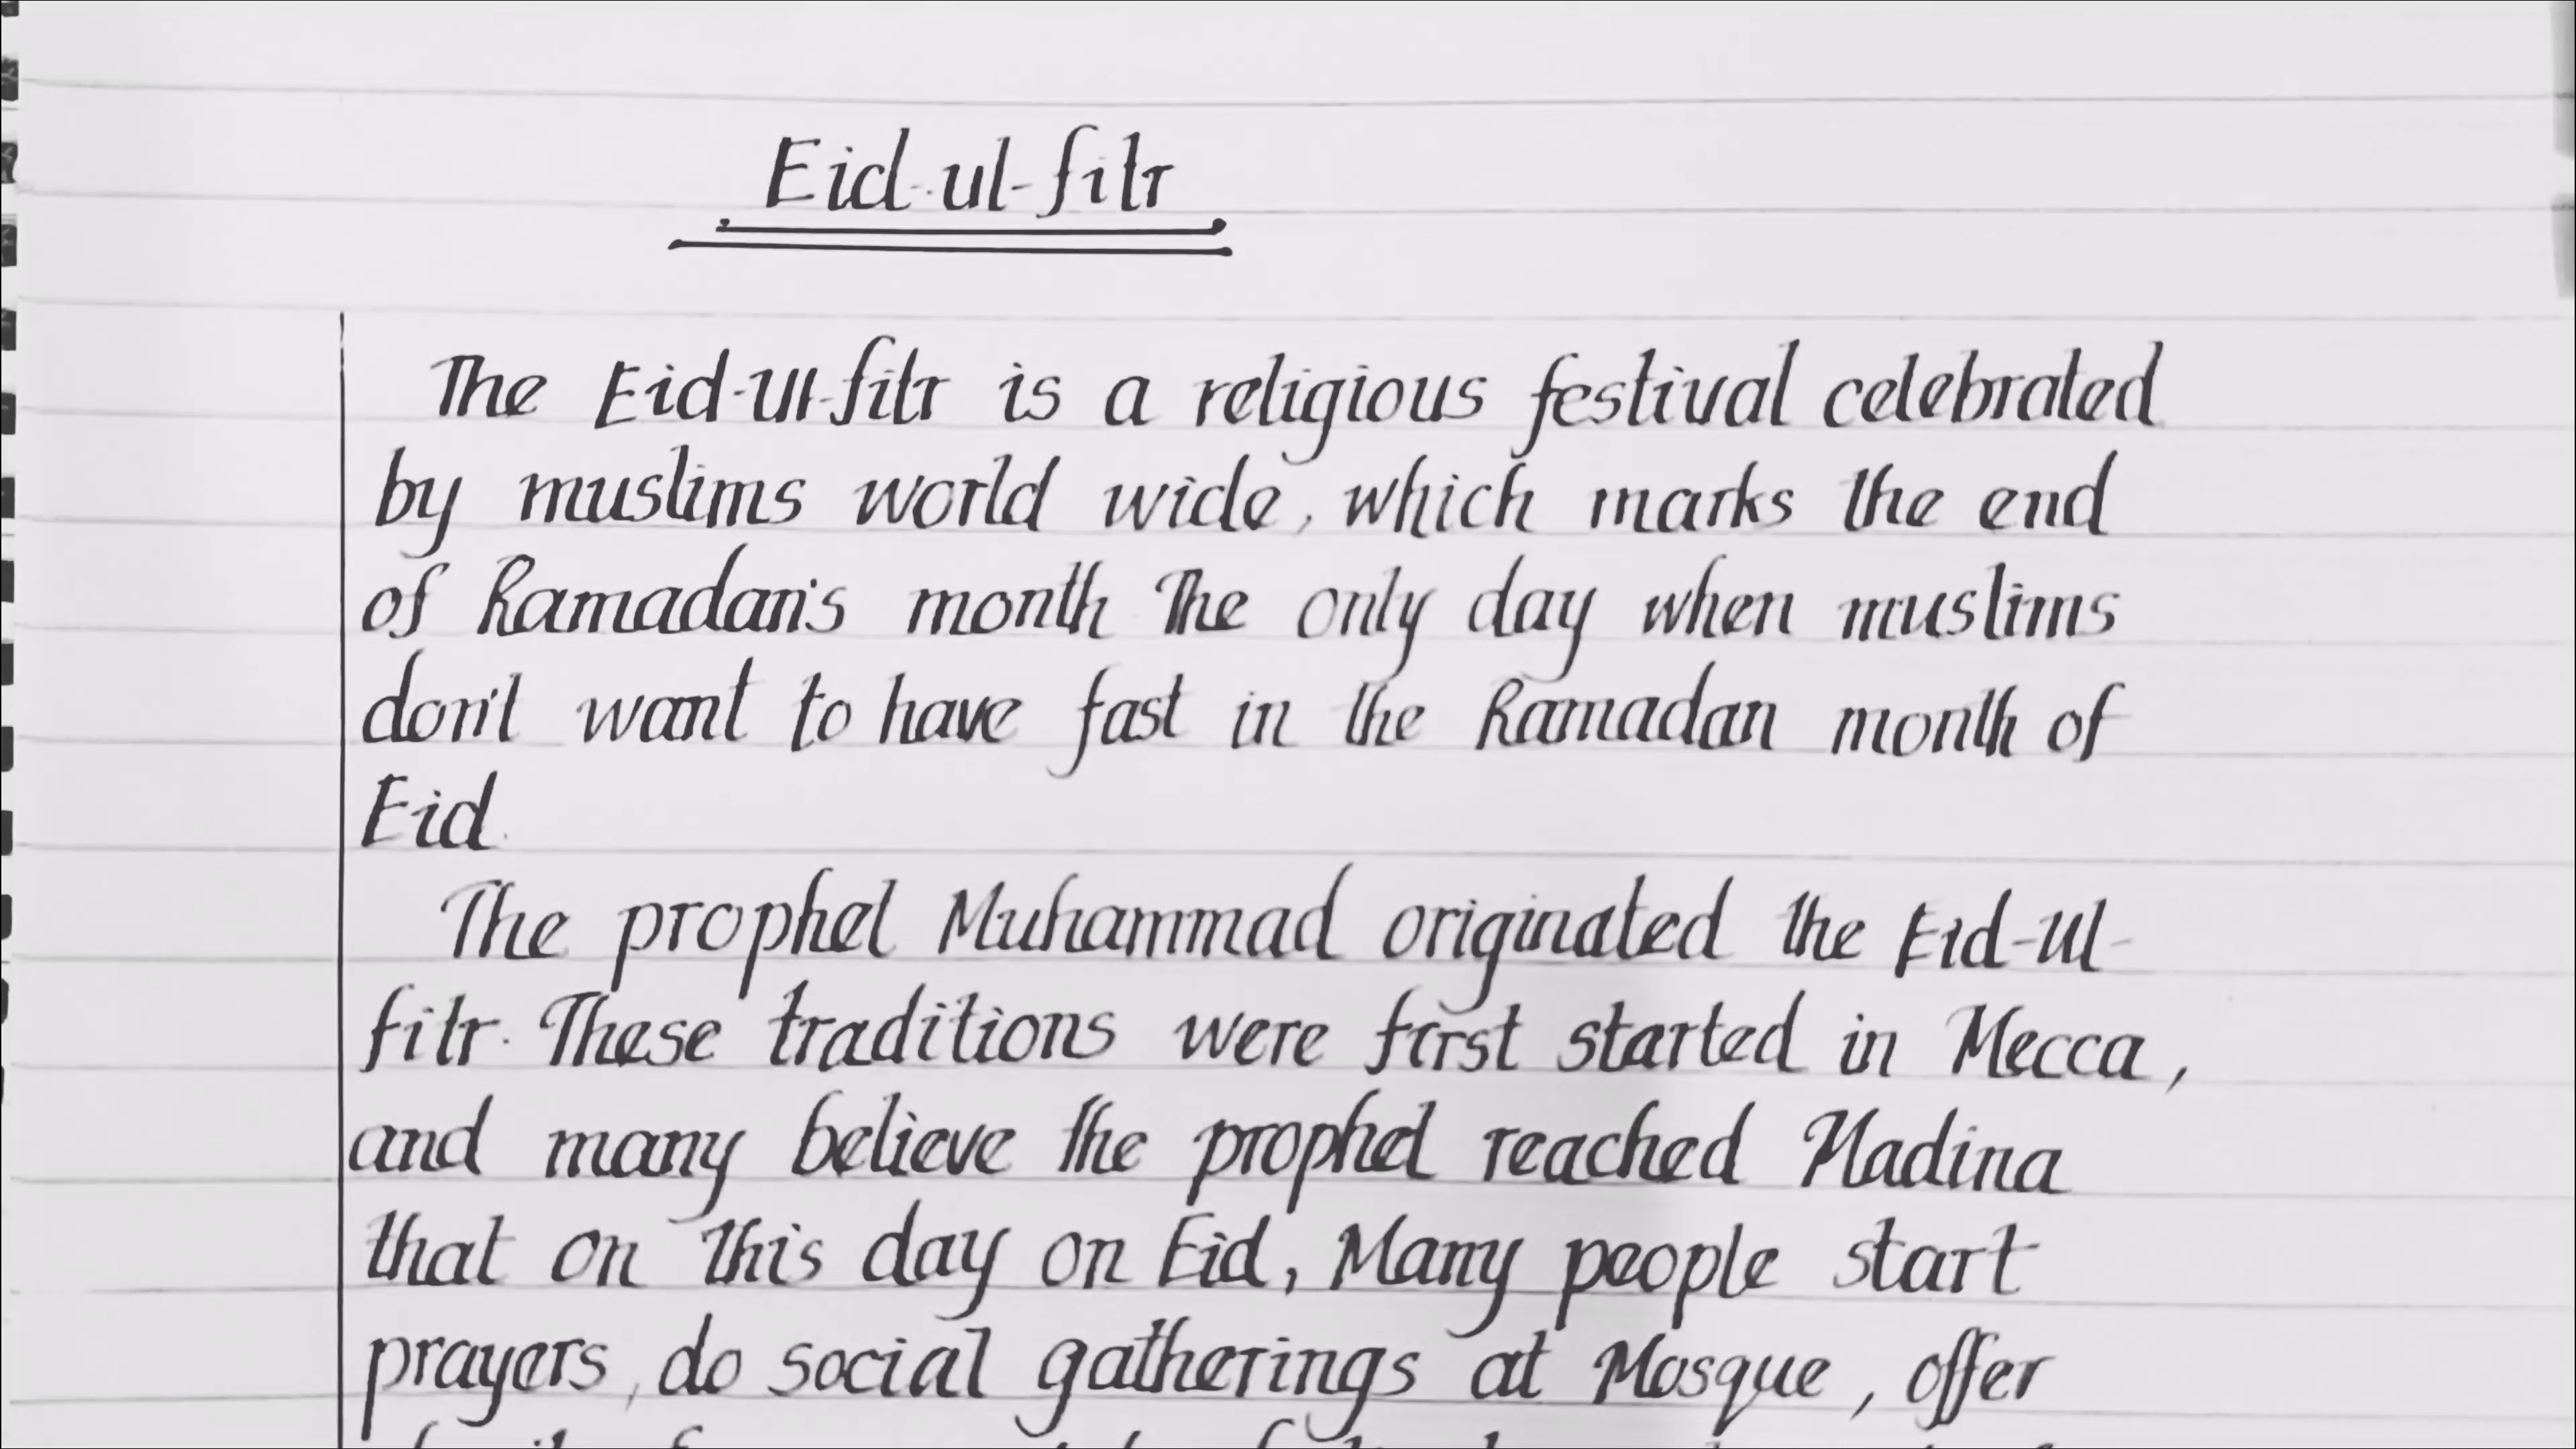 Eid-ul-fitr
The Eid-Ul-fitr is a religious festival celebrated
by muslims world wide, which marks the end
of Ramadan's month The only day when muslims
don't want to have fast in the Ramadan month of
Eid.
The prophet Muhammad originated the Eid-Ul-
fitr. These traditions were first started in Mecca,
and many believe the prophet reached Madina
that on this day on Eid, Many people start
prayers, do social gatherings at Mosque, offer